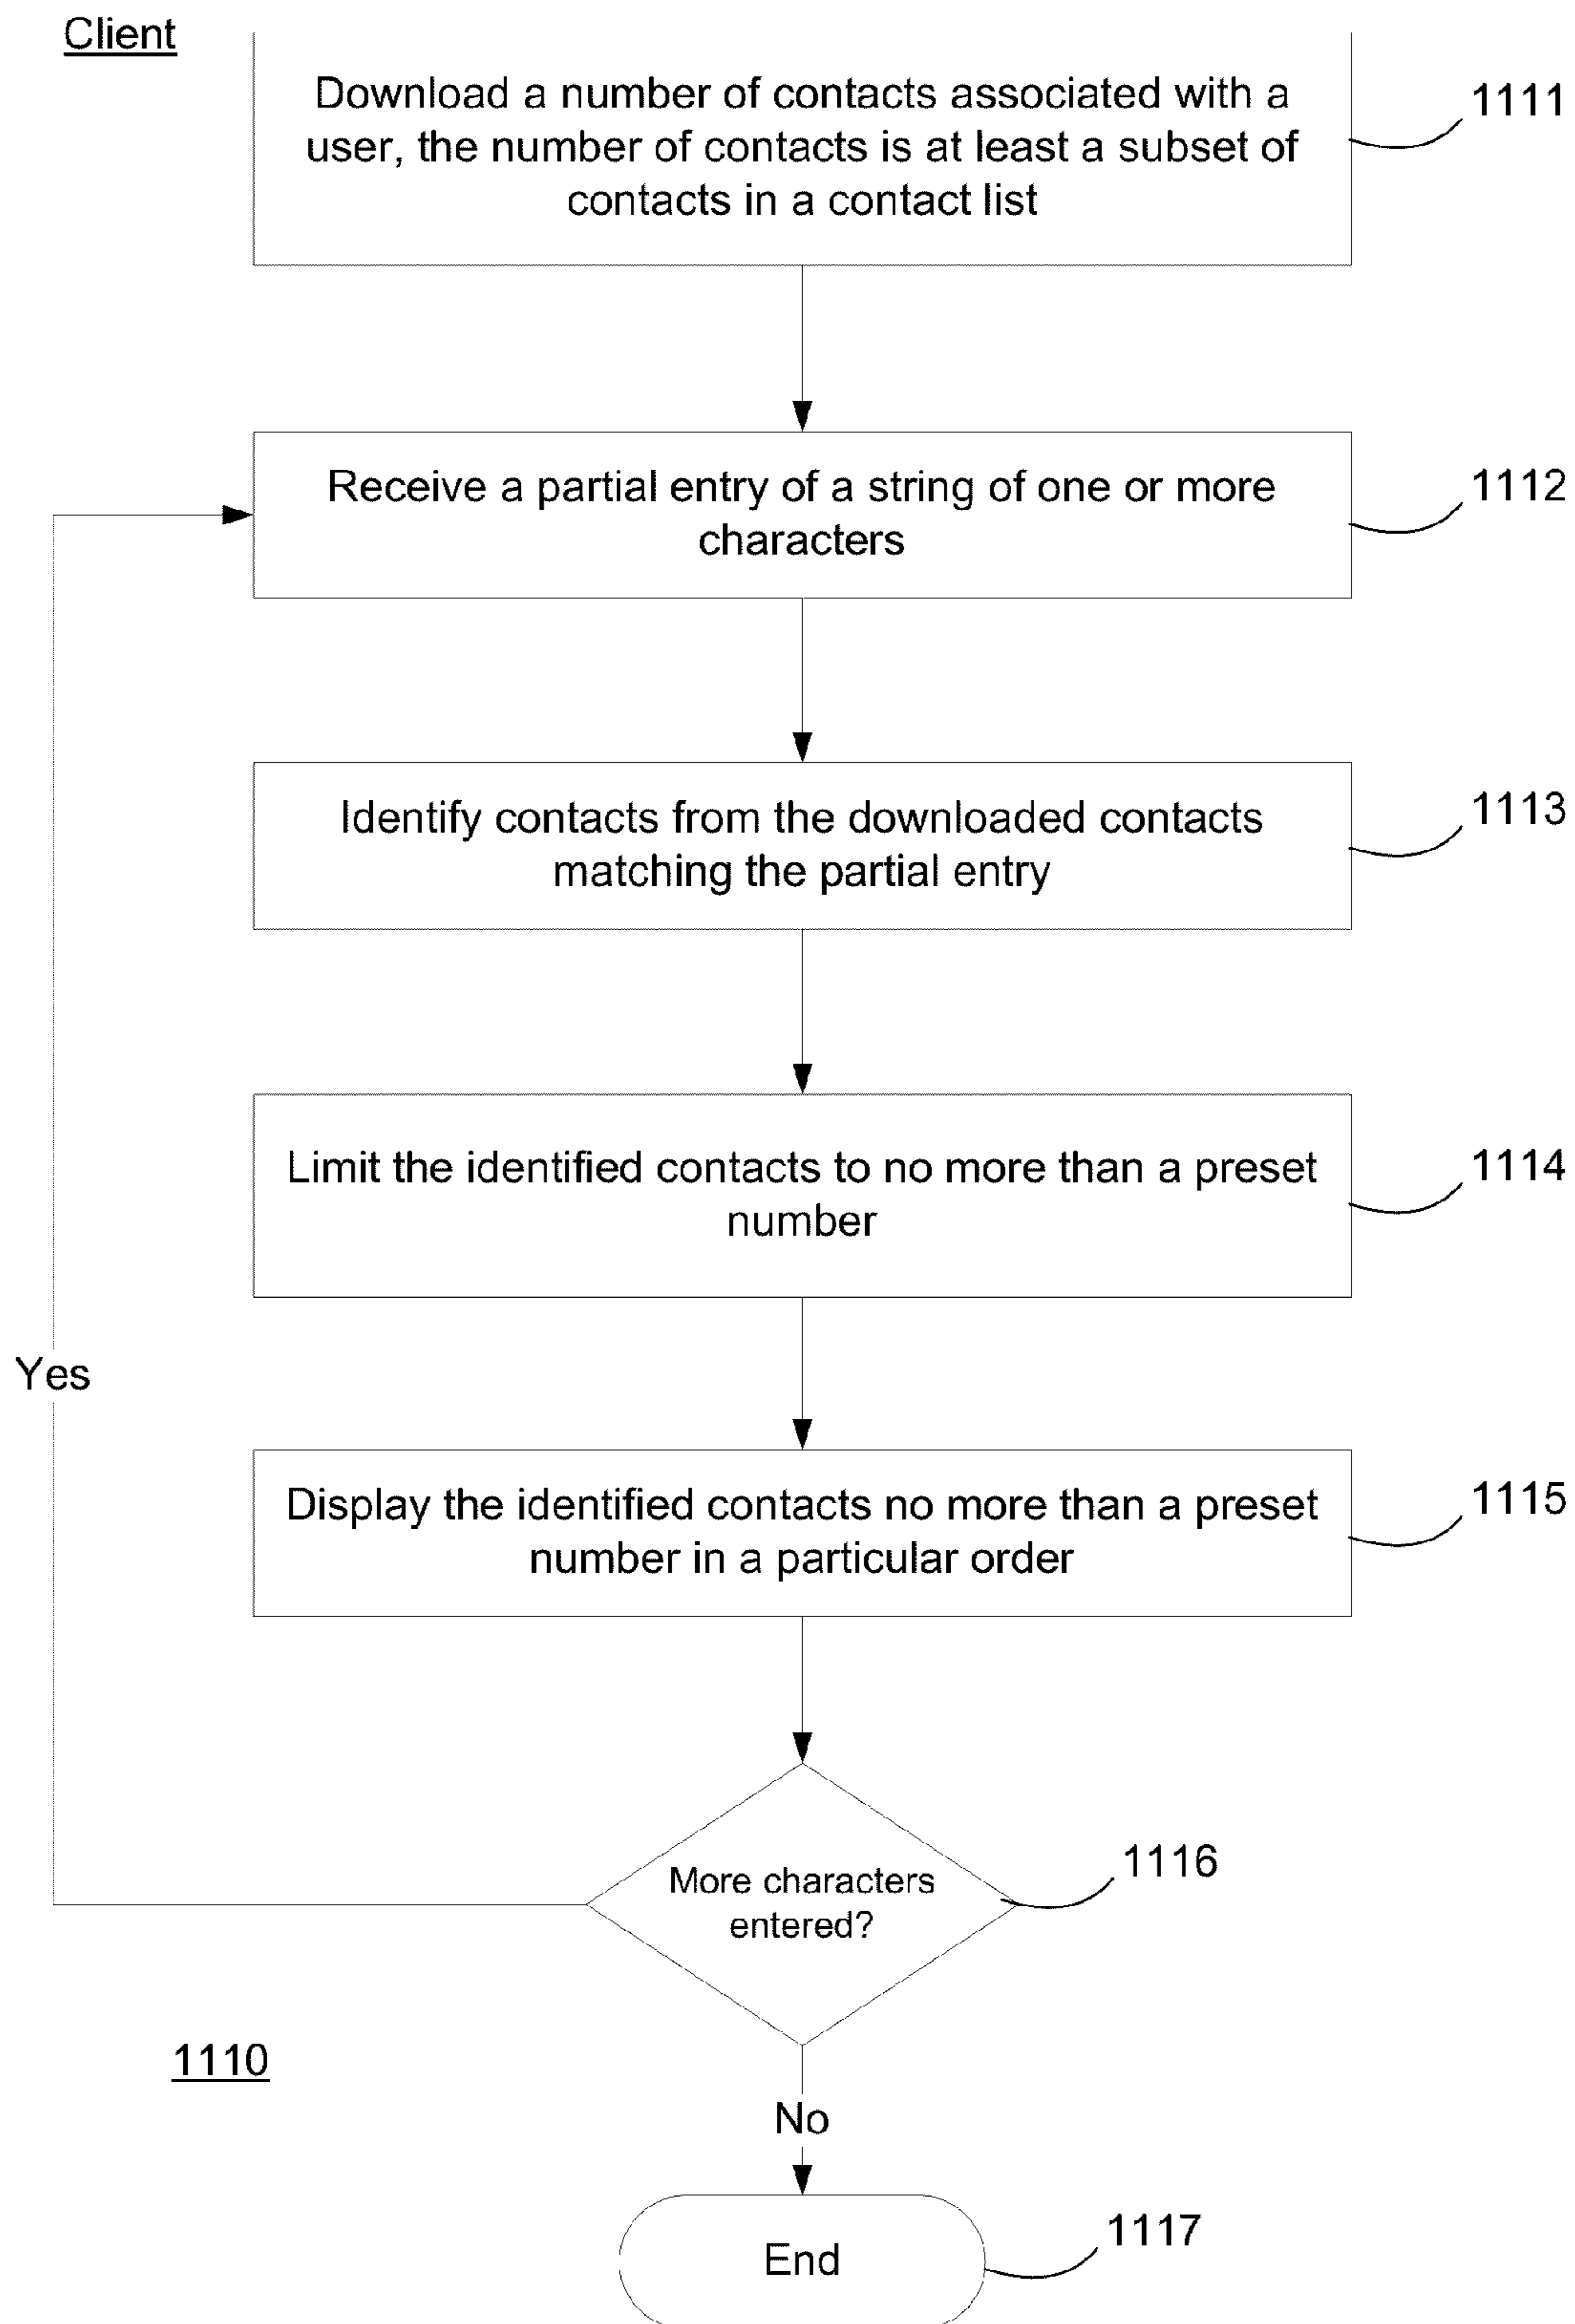 Client
Download a number of contacts associated with a
user, the number of contacts is at least a subset of
contacts in a contact list
1111
Receive a partial entry of a string of one or more
characters
1112
Identify contacts from the downloaded contacts
matching the partial entry
1113
Limit the identified contacts to no more than a preset
number
1114
Yes
Display the identified contacts no more than a preset
number in a particular order
1115
More characters
entered?
1116
1110
No
End
1117